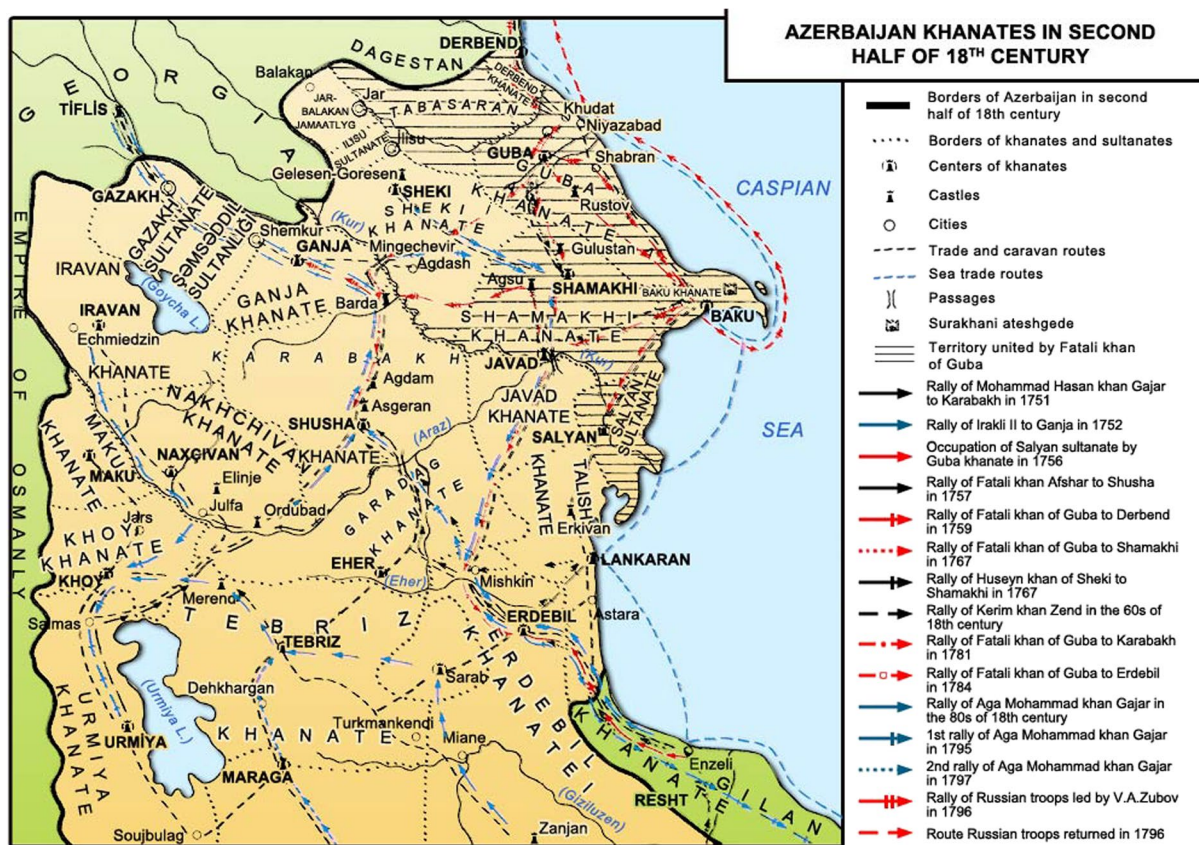 AZERBAIJAN KHANATES IN SECOND
HALF OF 18TH CENTURY
Borders of Azerbaijan in second
half of 18th century
Borders of khanates and sultanates
Centers of khanates
Castles
Cities
Trade and caravan routes
Sea trade routes
Passages
Surakhani ateshgede
Territory united by Fatali khan
of Guba
Rally of Mohammad Hasan khan Gajar
to Karabakh in 1751
Rally of Irakli II to Ganja in 1752
Occupation of Salyan sultanate by
Guba khanate in 1756
Rally of Fatali khan Afshar to Shusha
in 1757
Rally of Fatali khan of Guba to Derbend
in 1759
Rally of Fatali khan of Guba to Shamakhi
in 1767
Rally of Huseyn khan of Sheki to
Shamakhi in 1767
Rally of Kerim khan Zend in the 60s of
18th century
Rally of Fatali khan of Guba to Karabakh
in 1781
Rally of Fatali khan of Guba to Erdebil
in 1784
Rally of Aga Mohammad khan Gajar in
the 80s of 18th century
1st rally of Aga Mohammad khan Gajar
in 1795
2nd rally of Aga Mohammad khan Gajar
in 1797
Rally of Russian troops led by V.A.Zubov
in 1796
Route Russian troops returned in 1796
GEORGIA
DAGESTAN
DERBEND
DERBEND
KHANATE
TİFLİS
Balakan
Jar
JAR-
BALAKAN
JAMAATLYG
TABASARAN
Khudat
Niyazabad
ILISU
SULTANATE
Ilisu
GUBA
Shabran
GUBA
KHANATE
Rustov
Gelesen-Goresen
SHEKI
SHEKI
KHANATE
CASPIAN
SEA
GAZAKH
GAZAKH
SULTANATE
ŞƏMSƏDDİL
SULTANLIĞI
Shemkur
GANJA
(Kur)
Mingechevir
Agdash
Gulustan
Agsu
SHAMAKHI
BAKU KHANATE
BAKU
SHAMAKHI
KHANATE
EMPIRE OF OSMANLY
IRAVAN
(Goycha L.)
GANJA
KHANATE
Barda
IRAVAN
Echmiedzin
KHANATE
KARABAKH
JAVAD
(Kur)
Agdam
Asgeran
JAVAD
KHANATE
SALYAN
SULTANATE
NAKHCHIVAN
KHANATE
SHUSHA
KHANATE
(Araz)
SALYAN
MAKU
KHANATE
MAKU
NAXÇIVAN
Elinje
Julfa
Ordubad
GARADAG
KHANATE
TALISH
KHANATE
Erkivan
Jars
KHOY
KHANATE
KHOY
EHER
(Eher)
Mishkin
LANKARAN
Merend
Salmas
Astara
ERDEBIL
TEBRIZ
TEBRIZ
Sarab
ERDEBIL
KHANATEI
Dehkhargan
(Urmiya L.)
URMIYA
KHANATE
Turkmankendi
KHANATE
Miane
URMİYA
MARAGA
Enzeli
RESHT
GILAN
KHANATE
(Giziluzen)
Soujbulag
Zanjan